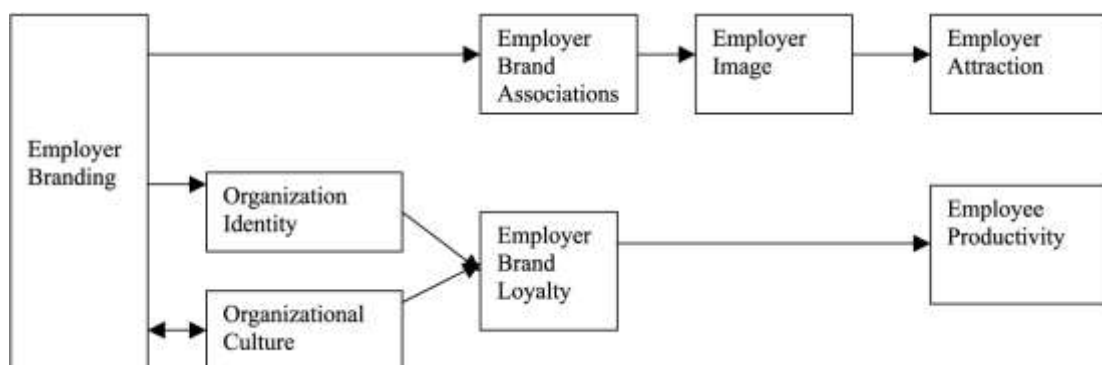 Employer
Branding
Employer
Brand
Associations
Employer
Image
Employer
Attraction
Organization
Identity
Organizational
Culture
Employer
Brand
Loyalty
Employee
Productivity